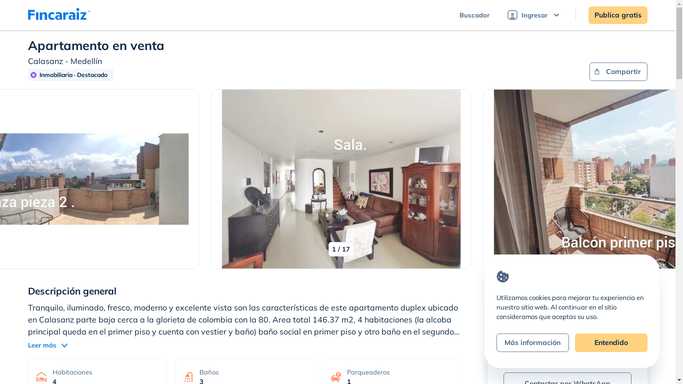 Fincaraiz
Buscador
Ingresar
Publica gratis
Apartamento en venta
Calasanz - Medellín
Inmobiliaria · Destacado
Compartir
Sala.
za pieza 2 .
1 / 17
Balcón primer pis
Descripción general
Tranquilo, iluminado, fresco, moderno y excelente vista son las características de este apartamento duplex ubicado
en Calasanz parte baja cerca a la glorieta de colombia con la 80. Area total 146.37 m2, 4 habitaciones (la alcoba
principal queda en el primer piso y cuenta con vestier y baño) baño social en primer piso y otro baño en el segundo...
Leer más
Habitaciones
4
Baños
3
Parqueaderos
1
Utilizamos cookies para mejorar tu experiencia en
nuestro sitio web. Al continuar en el sitio
consideramos que aceptas su uso.
Más información
Entendido
Contactar por WhatsApp